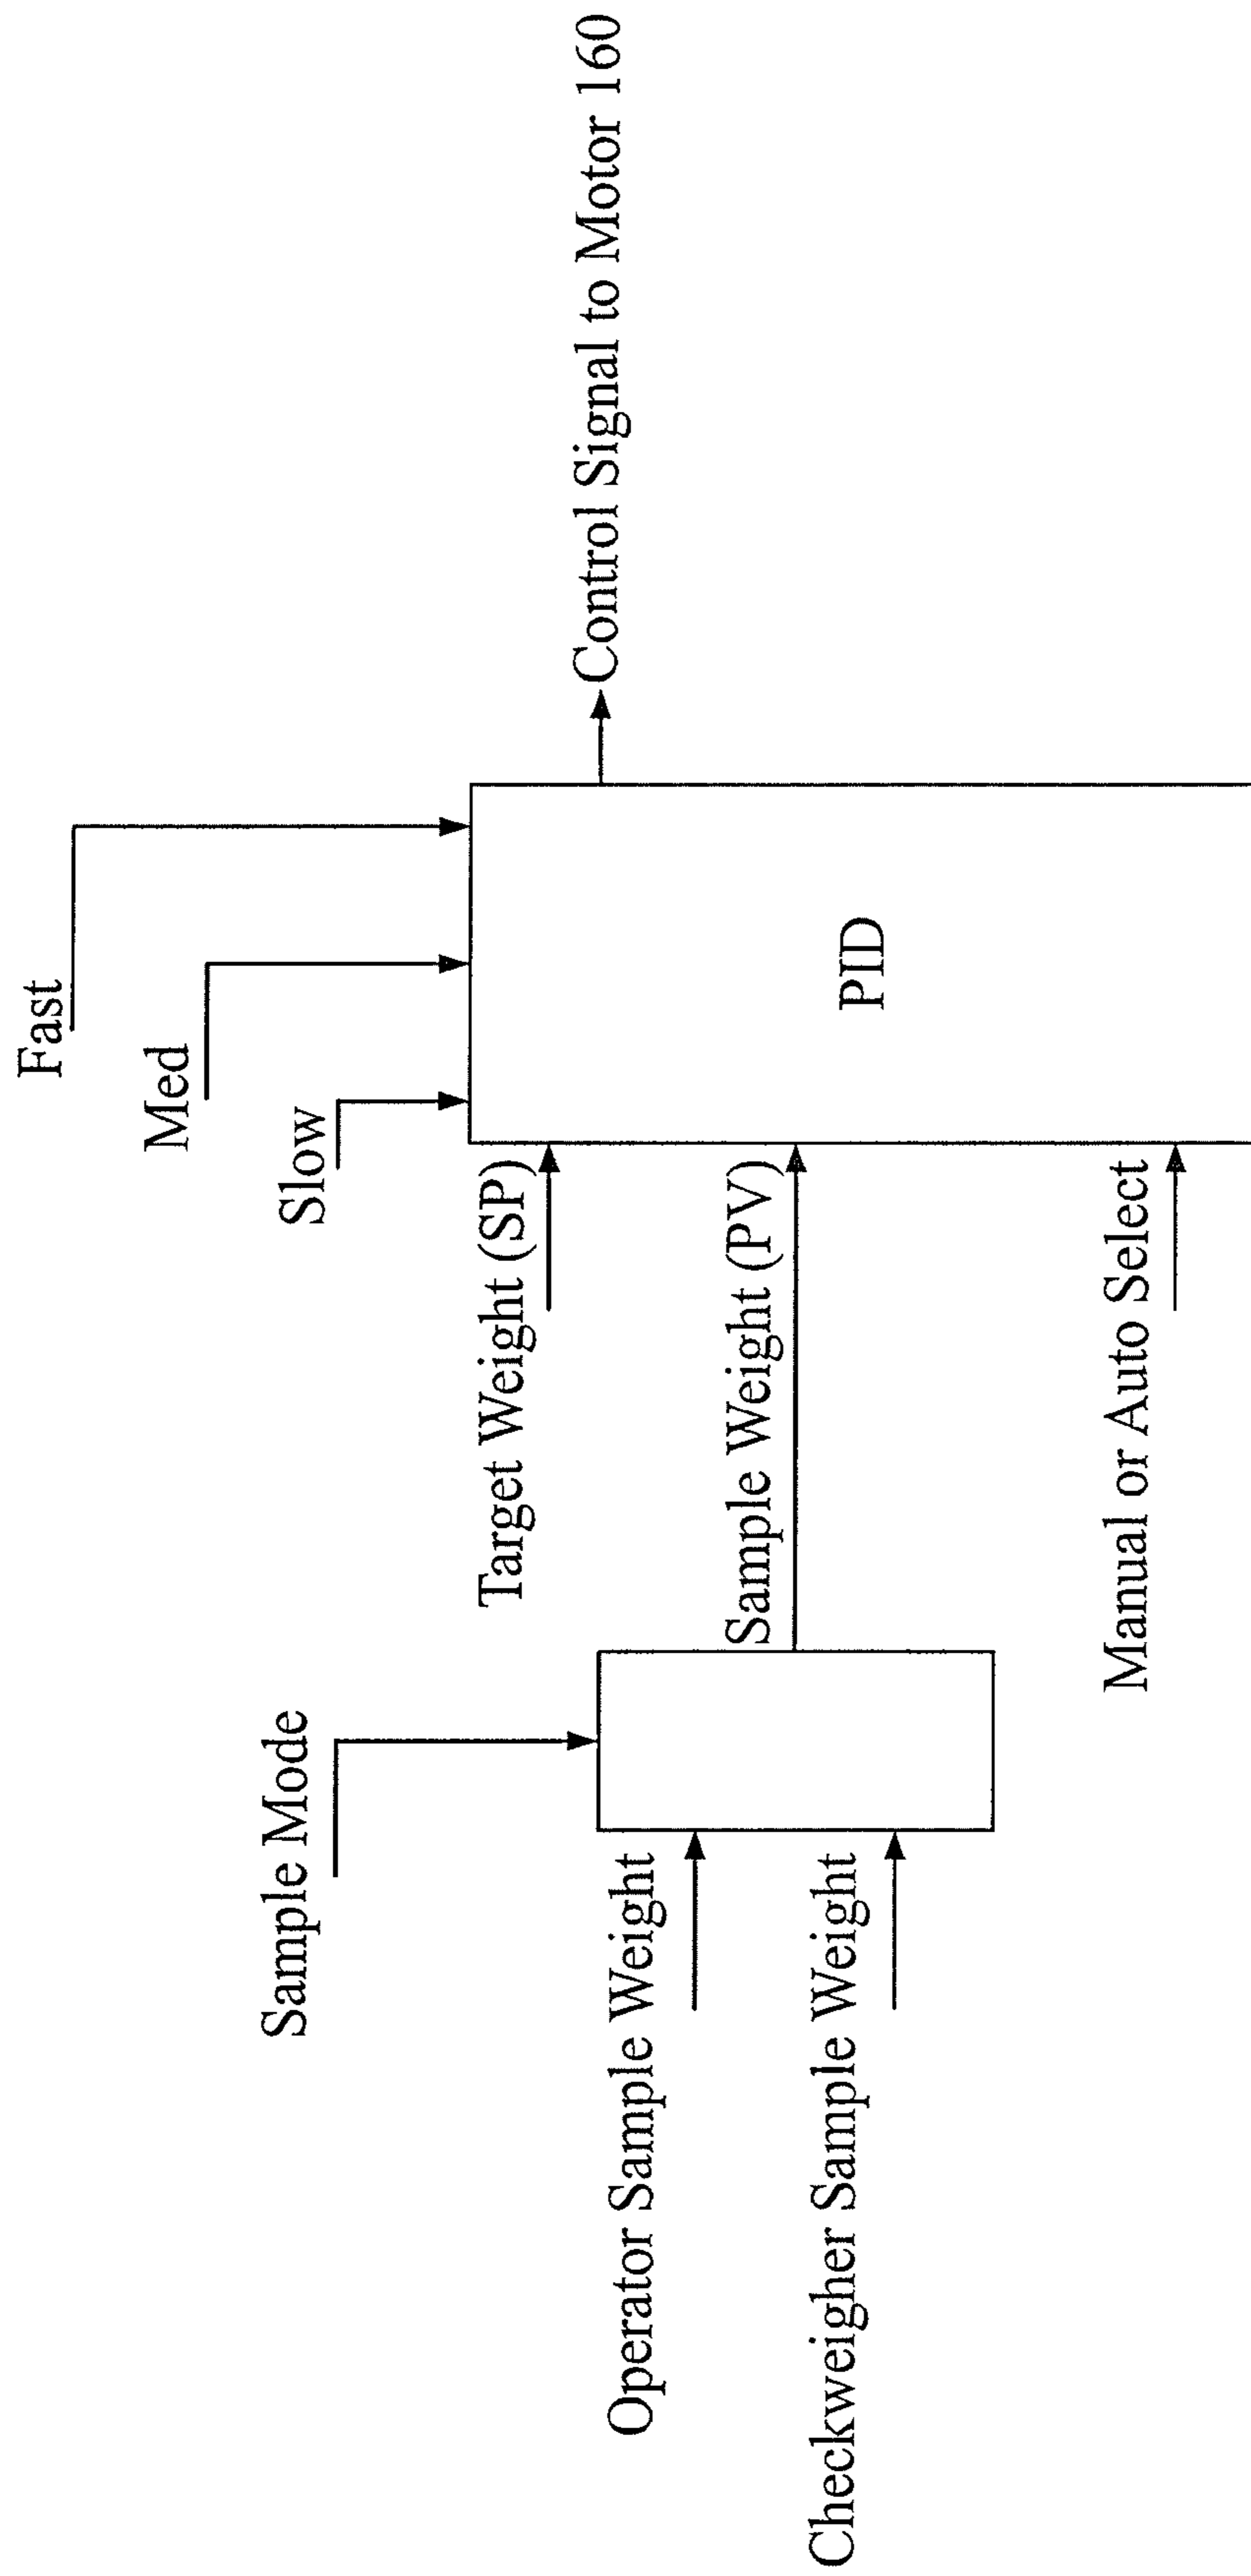 Fast
Med
Slow
Sample Mode
Target Weight (SP)
Control Signal to Motor 160
Operator Sample Weight
Sample Weight (PV)
Checkweigher Sample Weight
PID
Manual or Auto Select